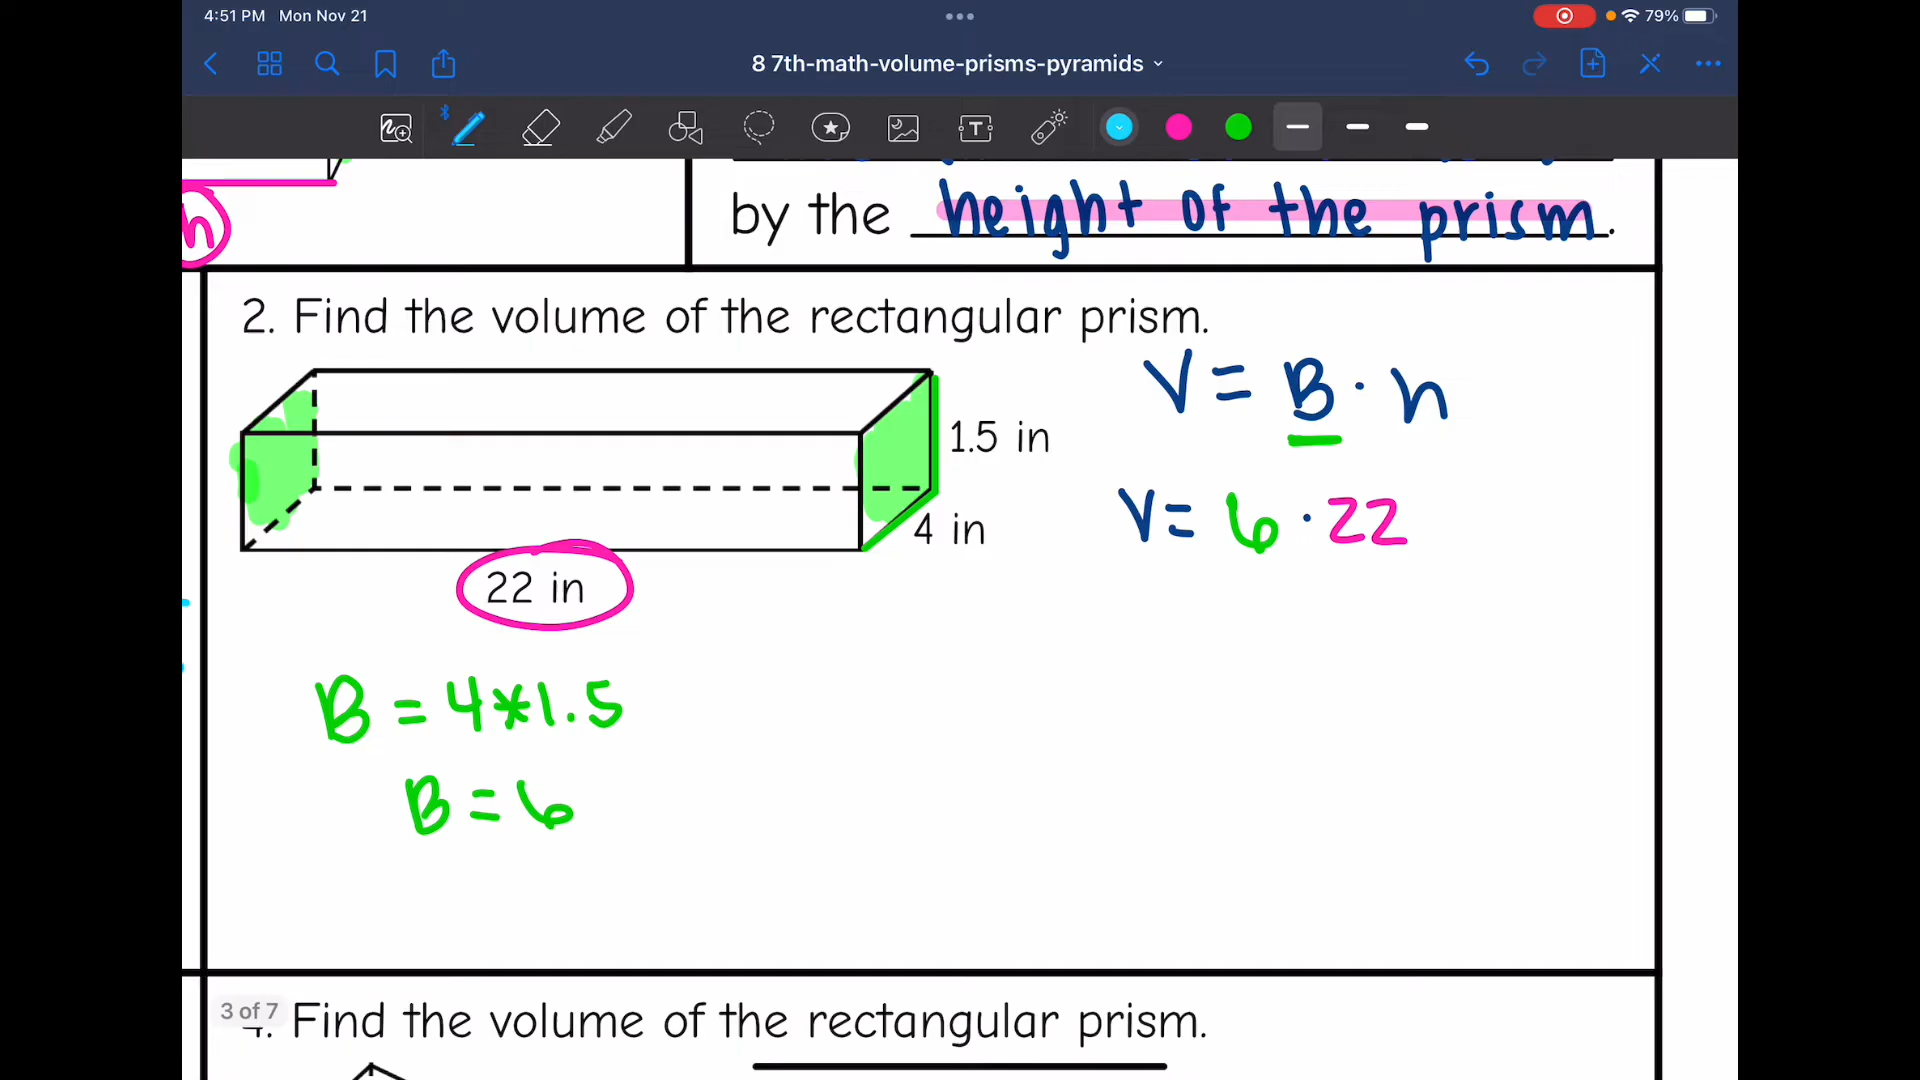 4:51 PM Mon Nov 21
79%
8 7th-math-volume-prisms-pyramids
T
h
by the height of the prism.
2. Find the volume of the rectangular prism.
V = B · h
1.5 in
4 in
V = 6 · 22
22 in
B = 4*1.5
B = 6
3 of 7
4. Find the volume of the rectangular prism.